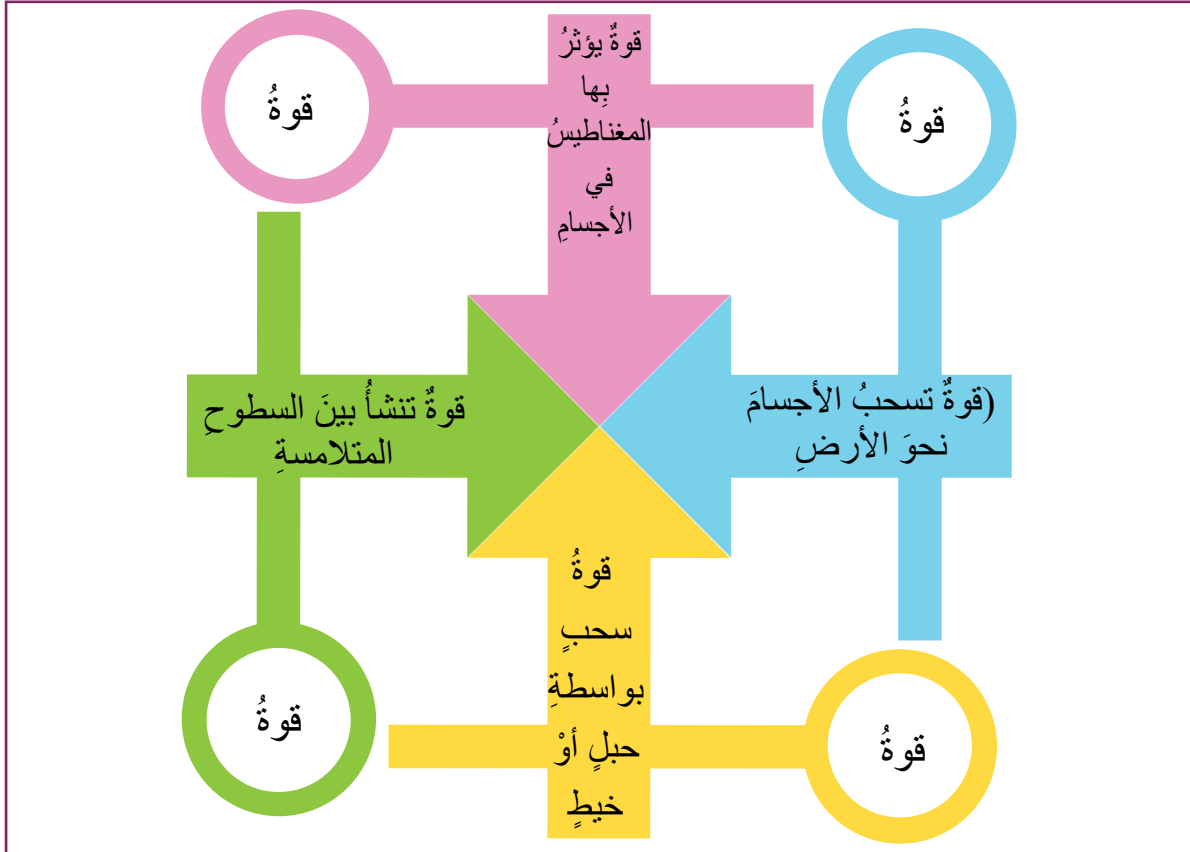 قوةٌ يؤثرُ
بِها
المغناطيسُ
في
الأجسامِ
قوةُ
قوةُ
(قوةٌ تسحبُ الأجسامَ
نحوَ الأرضِ
قوةٌ تنشأُ بينَ السطوحِ
المتلامسةِ
قوةُ
سحبٍ
بواسطةِ
حبلٍ أوْ
خيطٍ
قوةُ
قوةُ